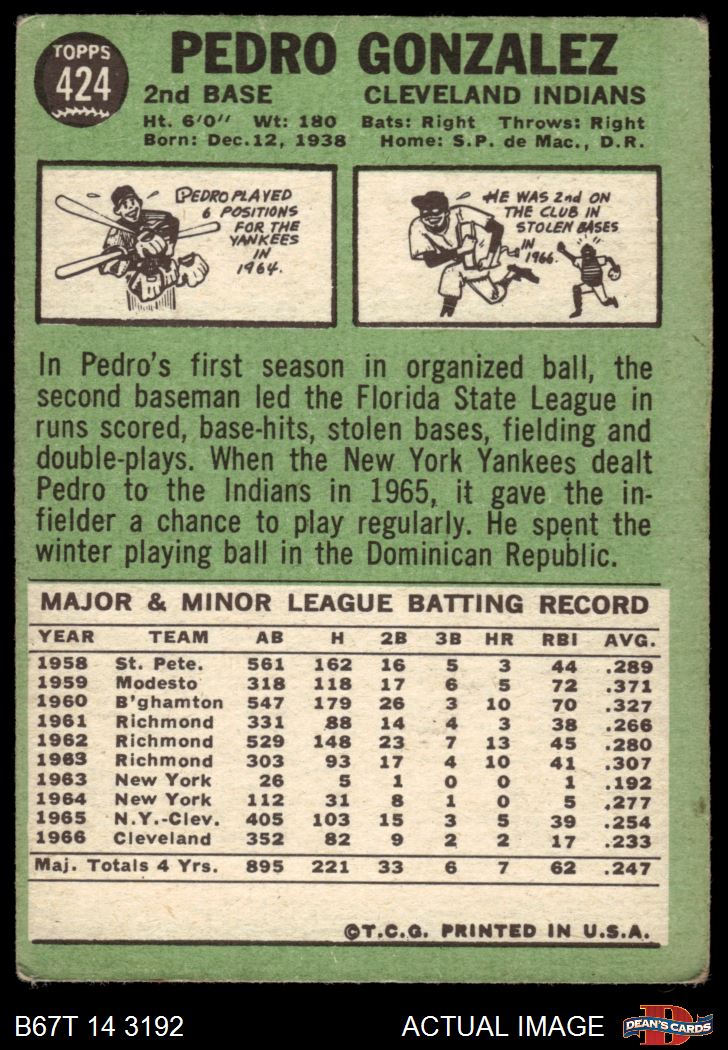 TOPPS
424
PEDRO GONZALEZ
2nd BASE CLEVELAND INDIANS
Ht. 6'0" Wt: 180 Bats: Right Throws: Right
Born: Dec.12, 1938 Home: S.P. de Mac., D.R.
PEDRO PLAYED
6 POSITIONS
FOR THE
YANKEES
IN
1964.
HE WAS 2nd ON
THE CLUB IN
STOLEN BASES
IN
1966.
In Pedro's first season in organized ball, the
second baseman led the Florida State League in
runs scored, base-hits, stolen bases, fielding and
double-plays. When the New York Yankees dealt
Pedro to the Indians in 1965, it gave the in-
fielder a chance to play regularly. He spent the
winter playing ball in the Dominican Republic.
MAJOR & MINOR LEAGUE BATTING RECORD
YEAR TEAM AB H 2B 3B HR RBI AVG.
1958 St. Pete. 561 162 16 5 3 44 .289
1959 Modesto 318 118 17 6 5 72 .371
1960 B'ghamton 547 179 26 3 10 70 .327
1961 Richmond 331 88 14 4 3 38 .266
1962 Richmond 529 148 23 7 13 45 .280
1963 Richmond 303 93 17 4 10 41 .307
1963 New York 26 5 1 0 0 1 .192
1964 New York 112 31 8 1 0 5 .277
1965 N.Y.-Clev. 405 103 15 3 5 39 .254
1966 Cleveland 352 82 9 2 2 17 .233
Maj. Totals 4 Yrs. 895 221 33 6 7 62 .247
©T.C.G. PRINTED IN U.S.A.
B67T 14 3192 ACTUAL IMAGE
D
DEAN'S CARDS